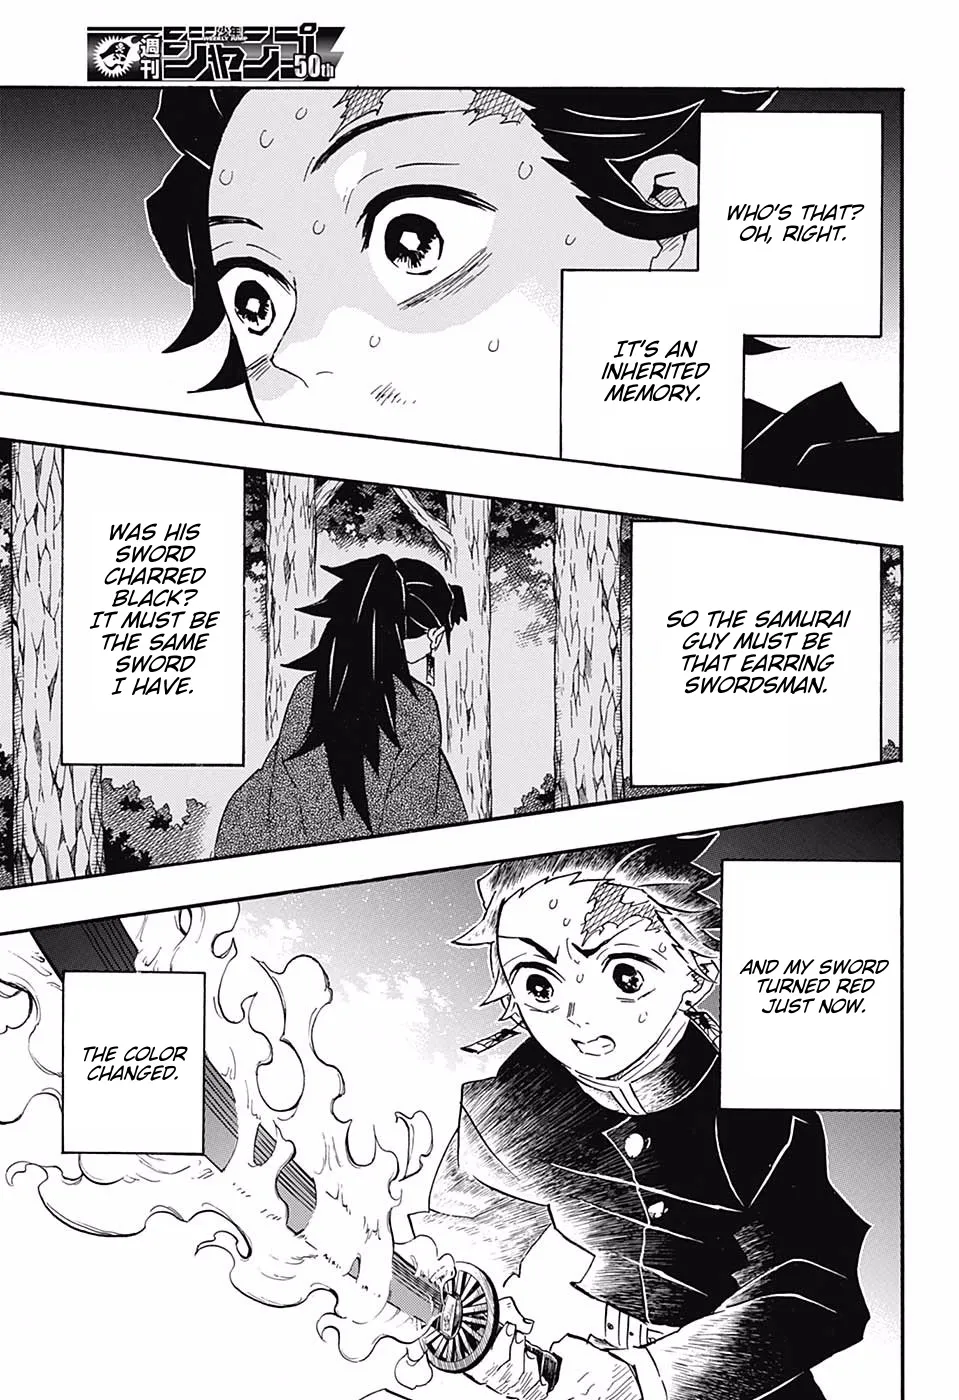 週刊
少年
WEEKLY JUMP
ジャンプ
50th
WHO'S THAT?
OH, RIGHT.
IT'S AN
INHERITED
MEMORY.
SO THE SAMURAI
GUY MUST BE
THAT EARRING
SWORDSMAN.
WAS HIS
SWORD
CHARRED
BLACK?
IT MUST BE
THE SAME
SWORD
I HAVE.
AND MY SWORD
TURNED RED
JUST NOW.
THE COLOR
CHANGED.